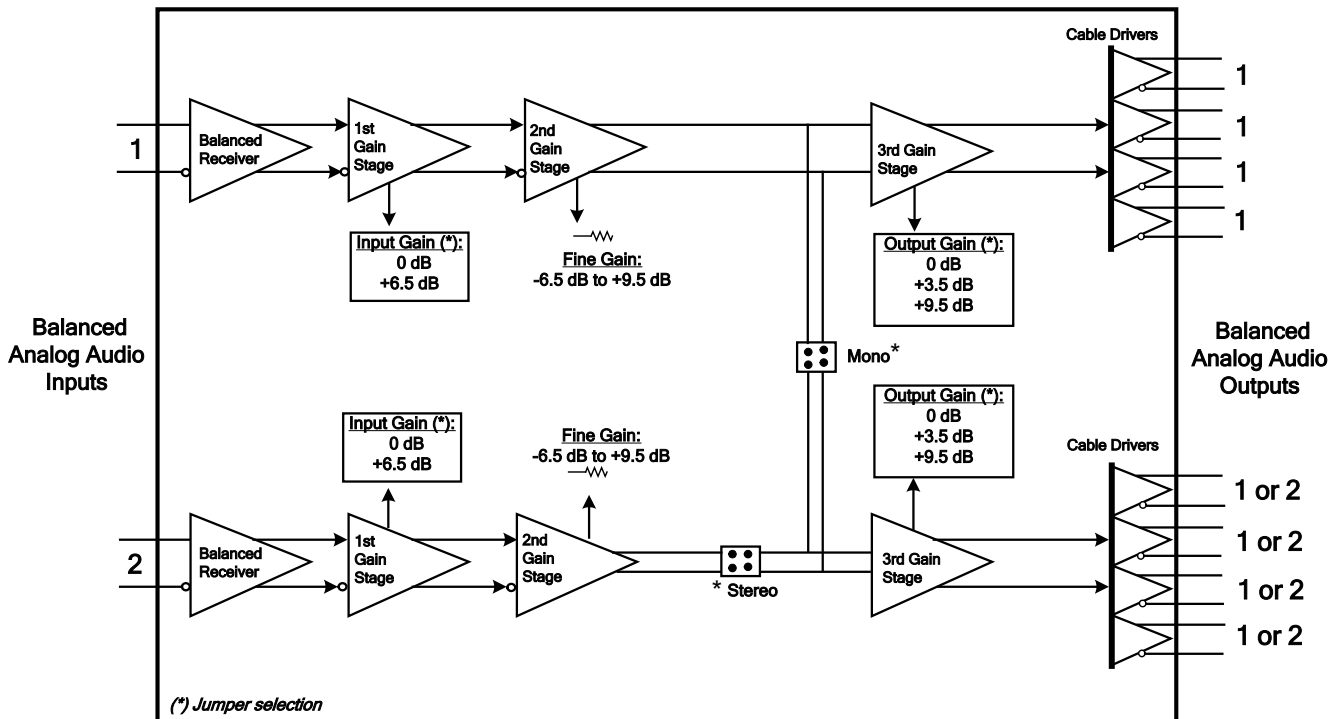 Cable Drivers
1
1
1
1
1
Balanced
Receiver
1st
Gain
Stage
2nd
Gain
Stage
3rd Gain
Stage
Input Gain (*):
0 dB
+6.5 dB
Fine Gain:
-6.5 dB to +9.5 dB
Output Gain (*):
0 dB
+3.5 dB
+9.5 dB
Balanced
Analog Audio
Inputs
Mono*
Balanced
Analog Audio
Outputs
Input Gain (*):
0 dB
+6.5 dB
Fine Gain:
-6.5 dB to +9.5 dB
Output Gain (*):
0 dB
+3.5 dB
+9.5 dB
Cable Drivers
2
Balanced
Receiver
1st
Gain
Stage
2nd
Gain
Stage
* Stereo
3rd Gain
Stage
1 or 2
1 or 2
1 or 2
1 or 2
(*) Jumper selection